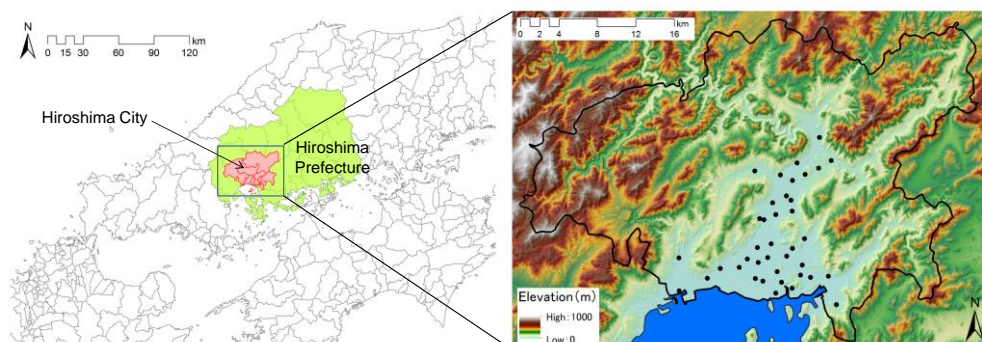 N
km
0 15 30 60 90 120
Hiroshima City
Hiroshima
Prefecture
km
0 2 4 8 12 16
Elevation(m)
High:1000
Low:0
N